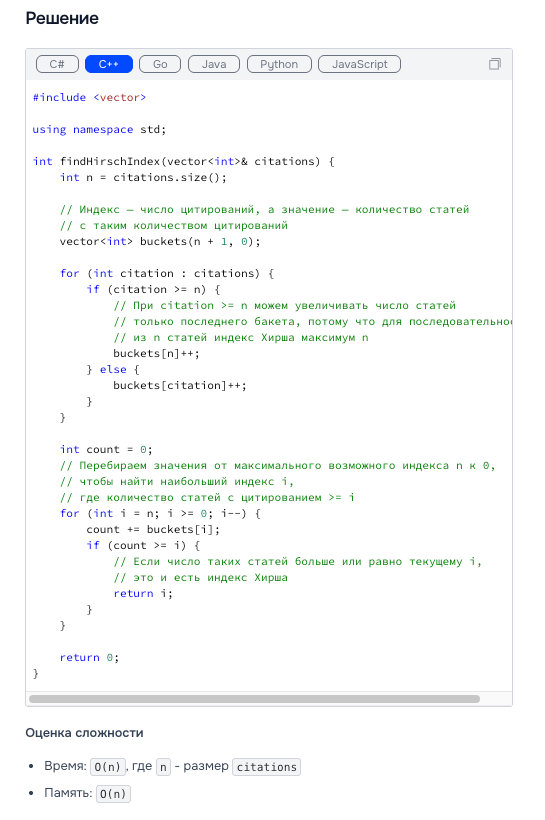 Решение
C# C++ Go Java Python JavaScript
#include <vector>
using namespace std;
int findHirschIndex(vector<int>& citations) {
    int n = citations.size();
    // Индекс — число цитирований, а значение — количество статей
    // с таким количеством цитирований
    vector<int> buckets(n + 1, 0);
    for (int citation : citations) {
        if (citation >= n) {
            // При citation >= n можем увеличивать число статей
            // только последнего бакета, потому что для
            // из n статей индекс Хирша максимум n
            buckets[n]++;
        } else {
            buckets[citation]++;
        }
    }
    int count = 0;
    // Перебираем значения от максимального возможного индекса n к 0,
    // чтобы найти наибольший индекс i,
    // где количество статей с цитированием >= i
    for (int i = n; i >= 0; i--) {
        count += buckets[i];
        if (count >= i) {
            // Если число таких статей больше или равно текущему i,
            // это и есть индекс Хирша
            return i;
        }
    }
    return 0;
}
Оценка сложности
• Время: O(n), где n - размер citations
• Память: O(n)